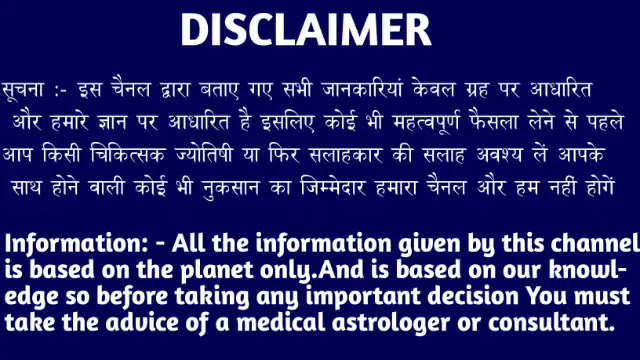 DISCLAIMER
सूचना :- इस चैनल द्वारा बताए गए सभी जानकारियां केवल ग्रह पर आधारित
और हमारे ज्ञान पर आधारित है इसलिए कोई भी महत्वपूर्ण फैसला लेने से पहले
आप किसी चिकित्सक ज्योतिषी या फिर सलाहकार की सलाह अवश्य लें आपके
साथ होने वाली कोई भी नुकसान का जिम्मेदार हमारा चैनल और हम नहीं होगें
Information: - All the information given by this channel
is based on the planet only.And is based on our knowl-
edge so before taking any important decision You must
take the advice of a medical astrologer or consultant.